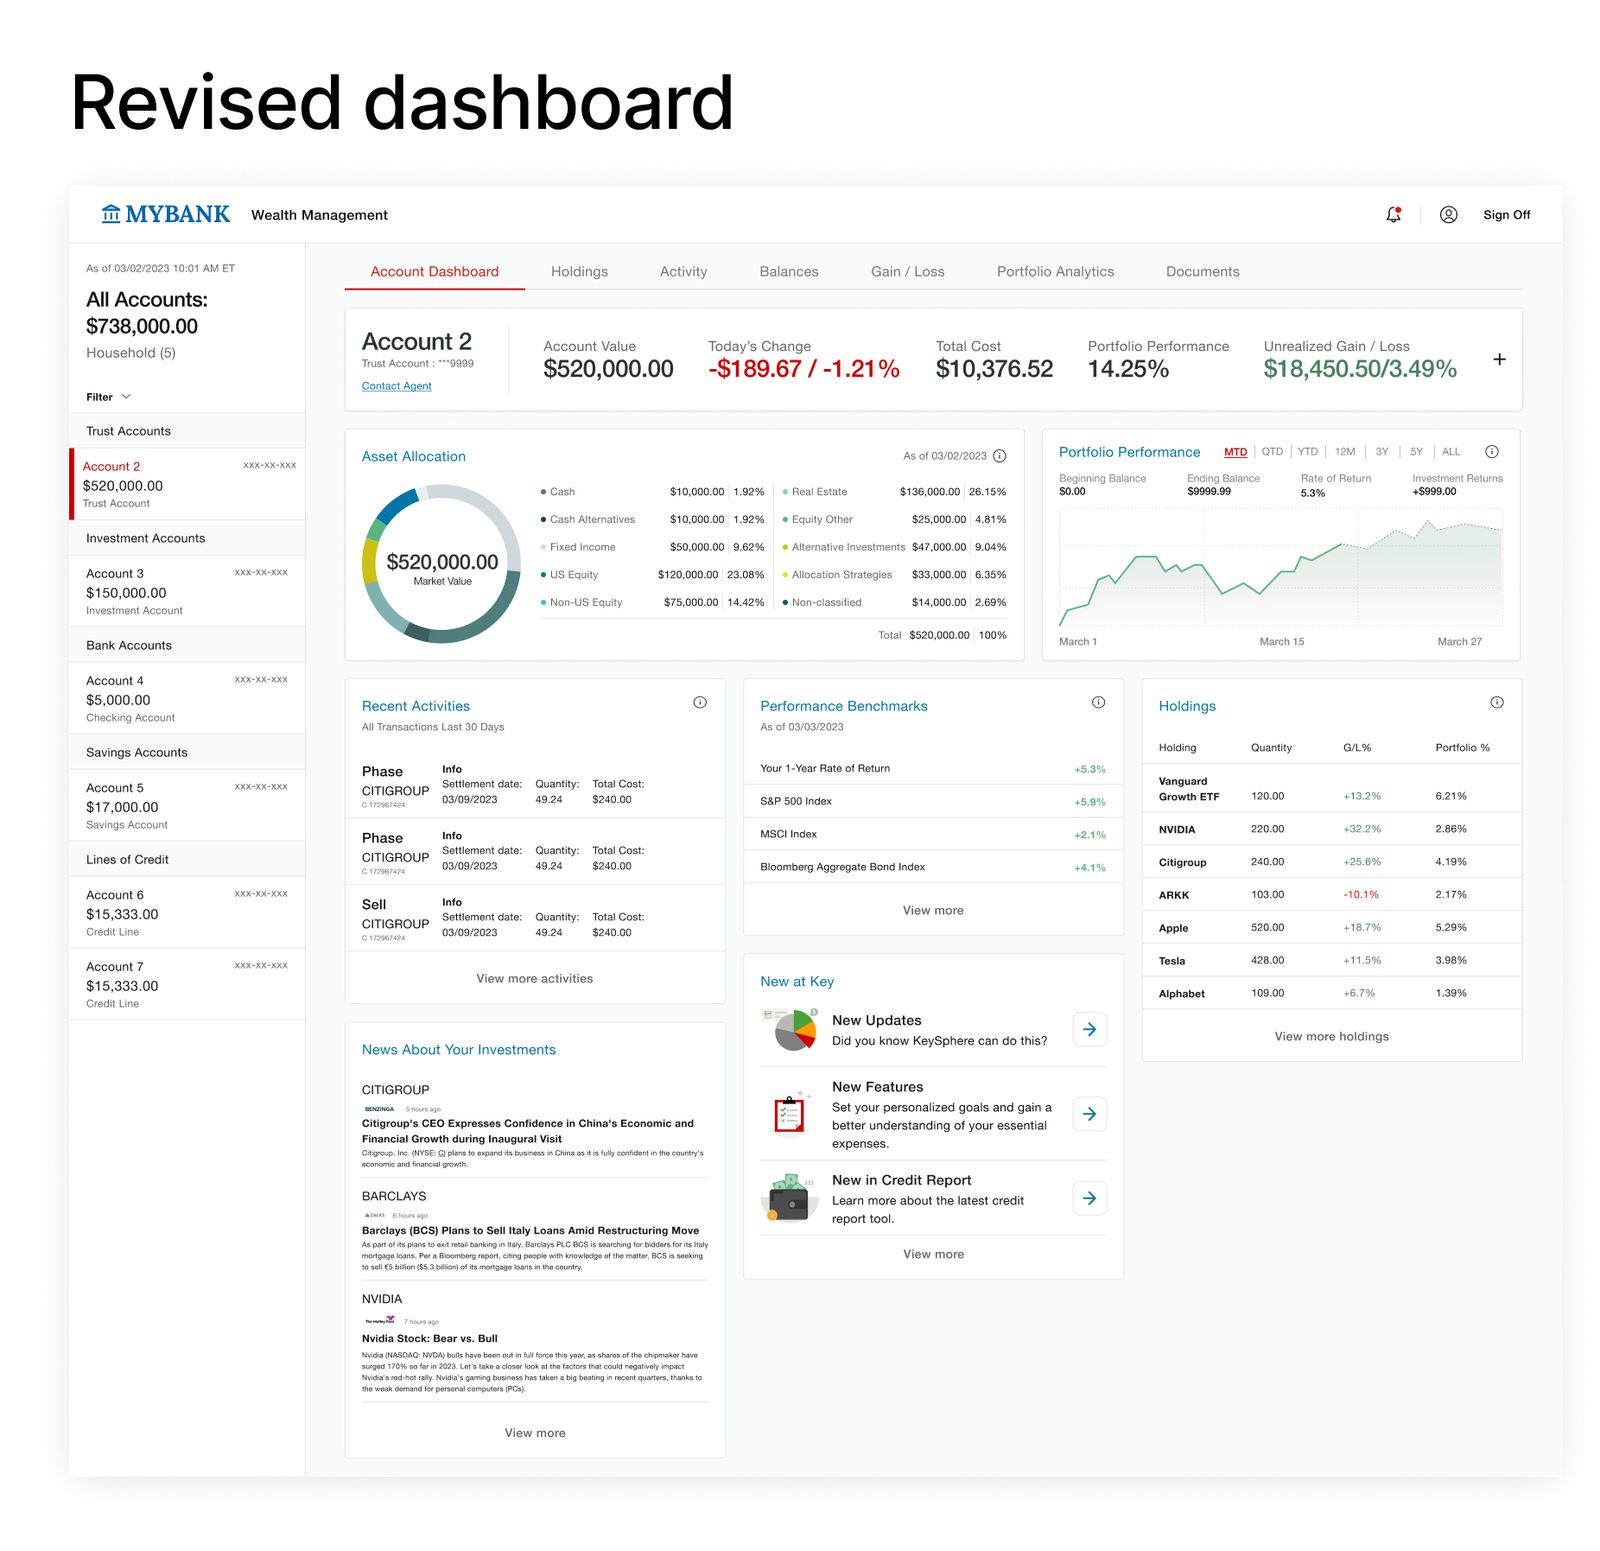 Revised dashboard
MYBANK Wealth Management
Sign Off
As of 03/02/2023 10:01 AM ET
All Accounts:
$738,000.00
Household (5)
Filter
Trust Accounts
Account 2 xxx-xx-xxx
$520,000.00
Trust Account
Investment Accounts
Account 3 xxx-xx-xxx
$150,000.00
Investment Account
Bank Accounts
Account 4 xxx-xx-xxx
$5,000.00
Checking Account
Savings Accounts
Account 5 xxx-xx-xxx
$17,000.00
Savings Account
Lines of Credit
Account 6 xxx-xx-xxx
$15,333.00
Credit Line
Account 7 xxx-xx-xxx
$15,333.00
Credit Line
Account Dashboard Holdings Activity Balances Gain / Loss Portfolio Analytics Documents
Account 2
Trust Account : ***9999
Contact Agent
Account Value
$520,000.00
Today's Change
-$189.67 / -1.21%
Total Cost
$10,376.52
Portfolio Performance
14.25%
Unrealized Gain / Loss
$18,450.50/3.49%
+
Asset Allocation As of 03/02/2023
$520,000.00
Market Value
Cash $10,000.00 1.92%
Cash Alternatives $10,000.00 1.92%
Fixed Income $50,000.00 9.62%
US Equity $120,000.00 23.08%
Non-US Equity $75,000.00 14.42%
Real Estate $136,000.00 26.15%
Equity Other $25,000.00 4.81%
Alternative Investments $47,000.00 9.04%
Allocation Strategies $33,000.00 6.35%
Non-classified $14,000.00 2.69%
Total $520,000.00 100%
Portfolio Performance MTD QTD YTD 12M 3Y 5Y ALL
Beginning Balance Ending Balance Rate of Return Investment Returns
$0.00 $9999.99 5.3% +$999.00
March 1 March 15 March 27
Recent Activities
All Transactions Last 30 Days
Phase
CITIGROUP
C 172967424
Info
Settlement date: Quantity: Total Cost:
03/09/2023 49.24 $240.00
Phase
CITIGROUP
C 172967424
Info
Settlement date: Quantity: Total Cost:
03/09/2023 49.24 $240.00
Sell
CITIGROUP
C 172967424
Info
Settlement date: Quantity: Total Cost:
03/09/2023 49.24 $240.00
View more activities
News About Your Investments
CITIGROUP
BENZINGA 5 hours ago
Citigroup's CEO Expresses Confidence in China's Economic and
Financial Growth during Inaugural Visit
Citigroup, Inc. (NYSE: C) plans to expand its business in China as it is fully confident in the country's
economic and financial growth.
BARCLAYS
ZACKS 6 hours ago
Barclays (BCS) Plans to Sell Italy Loans Amid Restructuring Move
As part of its plans to exit retail banking in Italy, Barclays PLC BCS is searching for bidders for its Italy
mortgage loans. Per a Bloomberg report, citing people with knowledge of the matter, BCS is seeking
to sell €5 billion ($5.3 billion) of its mortgage loans in the country.
NVIDIA
The Motley Fool 7 hours ago
Nvidia Stock: Bear vs. Bull
Nvidia (NASDAQ: NVDA) bulls have been out in full force this year, as shares of the chipmaker have
surged 170% so far in 2023. Let's take a closer look at the factors that could negatively impact
Nvidia's red-hot rally. Nvidia's gaming business has taken a big beating in recent quarters, thanks to
the weak demand for personal computers (PCs).
View more
Performance Benchmarks
As of 03/03/2023
Your 1-Year Rate of Return +5.3%
S&P 500 Index +5.9%
MSCI Index +2.1%
Bloomberg Aggregate Bond Index +4.1%
View more
New at Key
New Updates
Did you know KeySphere can do this?
New Features
Set your personalized goals and gain a
better understanding of your essential
expenses.
$$$
New in Credit Report
Learn more about the latest credit
report tool.
View more
Holdings
Holding Quantity G/L% Portfolio %
Vanguard
Growth ETF 120.00 +13.2% 6.21%
NVIDIA 220.00 +32.2% 2.86%
Citigroup 240.00 +25.6% 4.19%
ARKK 103.00 -10.1% 2.17%
Apple 520.00 +18.7% 5.29%
Tesla 428.00 +11.5% 3.98%
Alphabet 109.00 +6.7% 1.39%
View more holdings